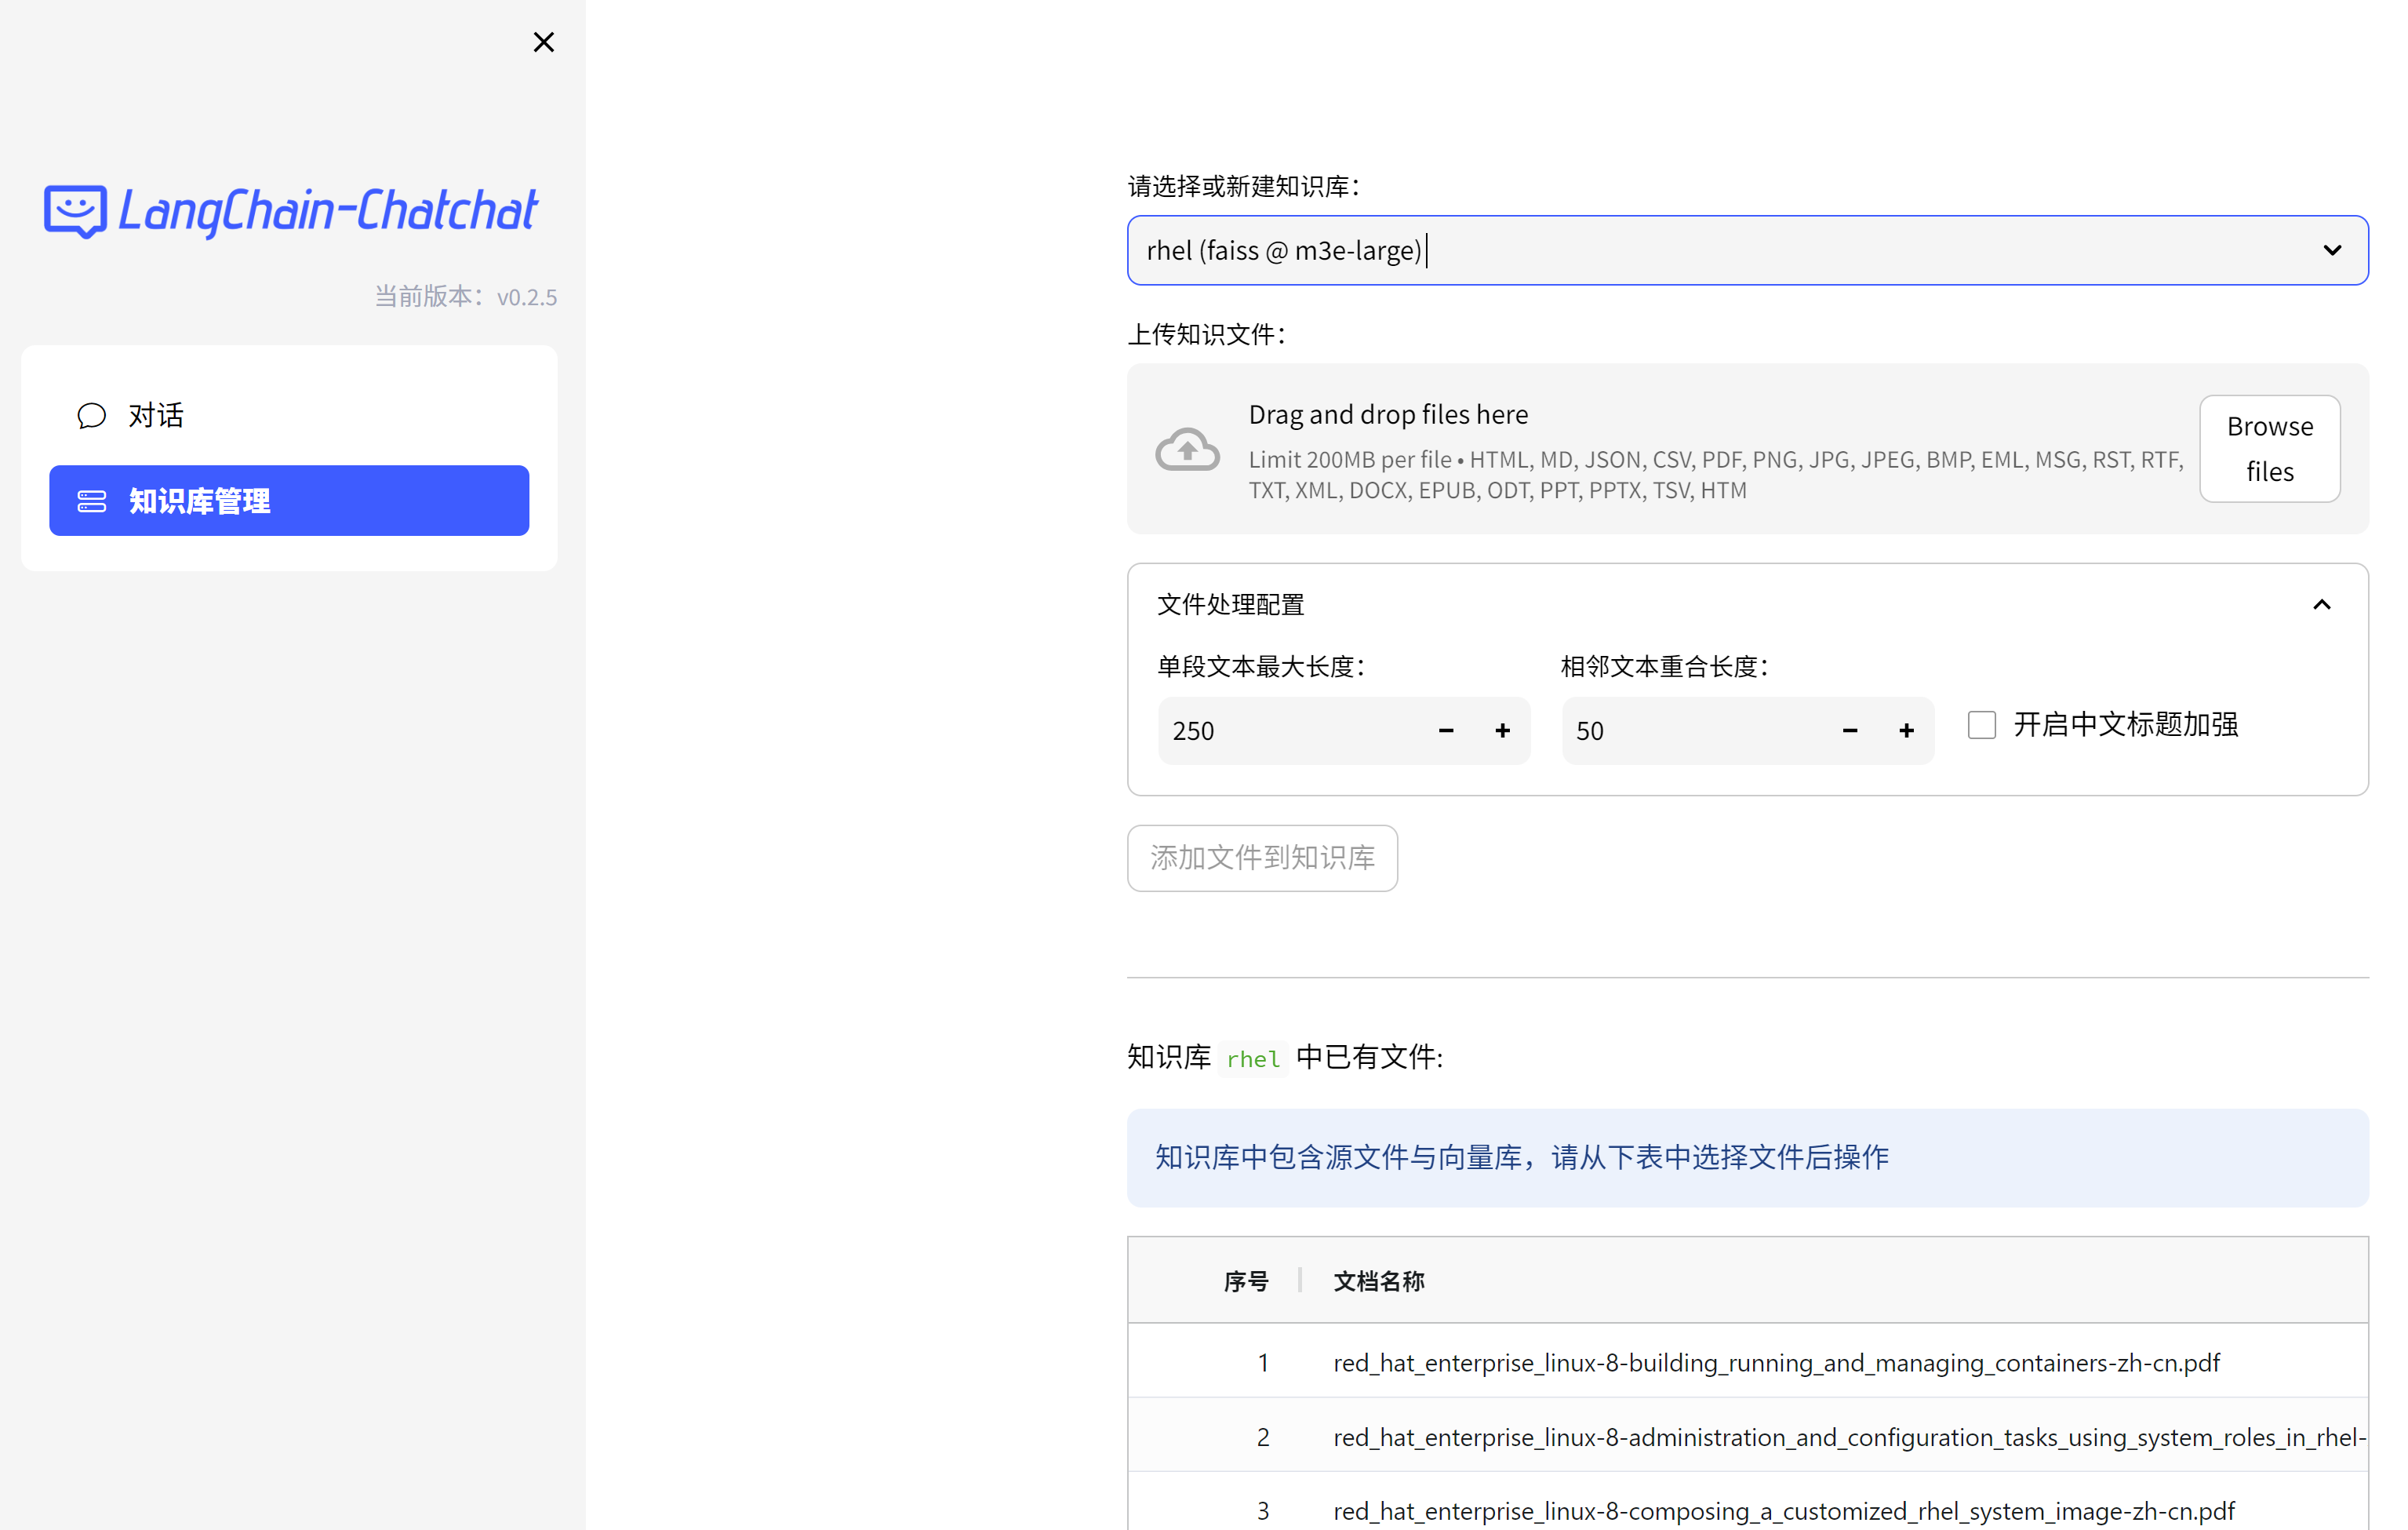 LangChain-Chatchat
当前版本：v0.2.5
对话
知识库管理
请选择或新建知识库：
rhel (faiss @ m3e-large)
上传知识文件：
Drag and drop files here
Limit 200MB per file • HTML, MD, JSON, CSV, PDF, PNG, JPG, JPEG, BMP, EML, MSG, RST, RTF,
TXT, XML, DOCX, EPUB, ODT, PPT, PPTX, TSV, HTM
Browse
files
文件处理配置
单段文本最大长度：
相邻文本重合长度：
250
50
开启中文标题加强
添加文件到知识库
知识库 rhel 中已有文件:
知识库中包含源文件与向量库，请从下表中选择文件后操作
序号 文档名称
1 red_hat_enterprise_linux-8-building_running_and_managing_containers-zh-cn.pdf
2 red_hat_enterprise_linux-8-administration_and_configuration_tasks_using_system_roles_in_rhel-
3 red_hat_enterprise_linux-8-composing_a_customized_rhel_system_image-zh-cn.pdf